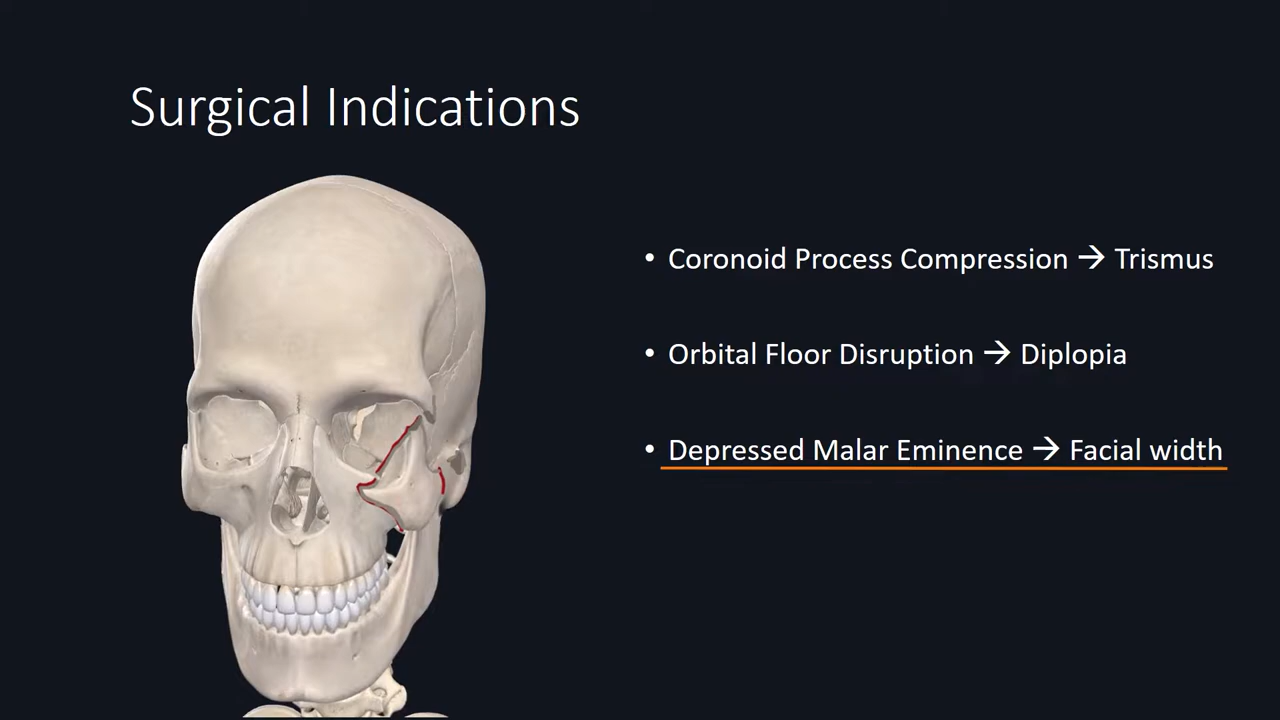 Surgical Indications
• Coronoid Process Compression → Trismus
• Orbital Floor Disruption → Diplopia
• Depressed Malar Eminence → Facial width